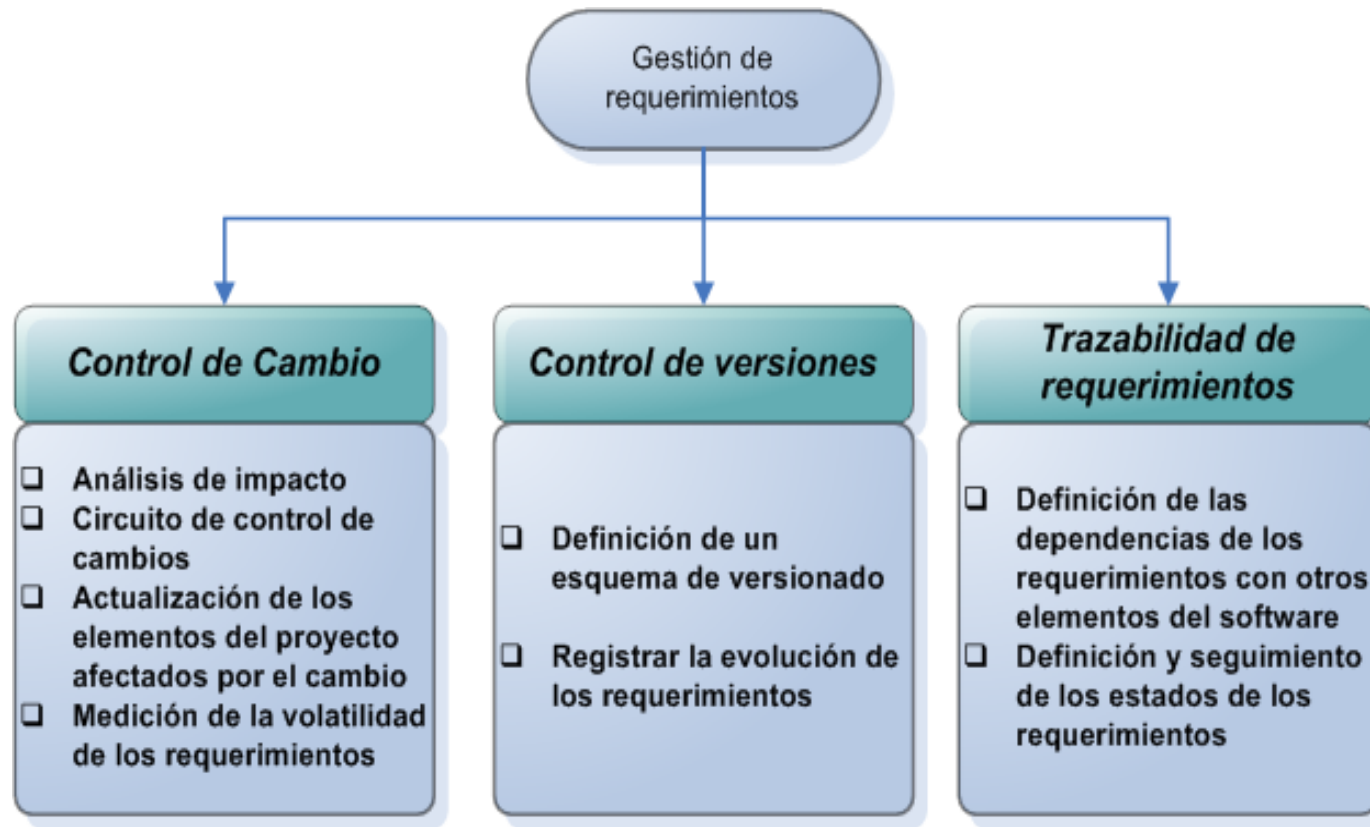 Gestión de
requerimientos
Control de Cambio
❑ Análisis de impacto
❑ Circuito de control de
cambios
❑ Actualización de los
elementos del proyecto
afectados por el cambio
❑ Medición de la volatilidad
de los requerimientos
Control de versiones
❑ Definición de un
esquema de versionado
❑ Registrar la evolución de
los requerimientos
Trazabilidad de
requerimientos
❑ Definición de las
dependencias de los
requerimientos con otros
elementos del software
❑ Definición y seguimiento
de los estados de los
requerimientos